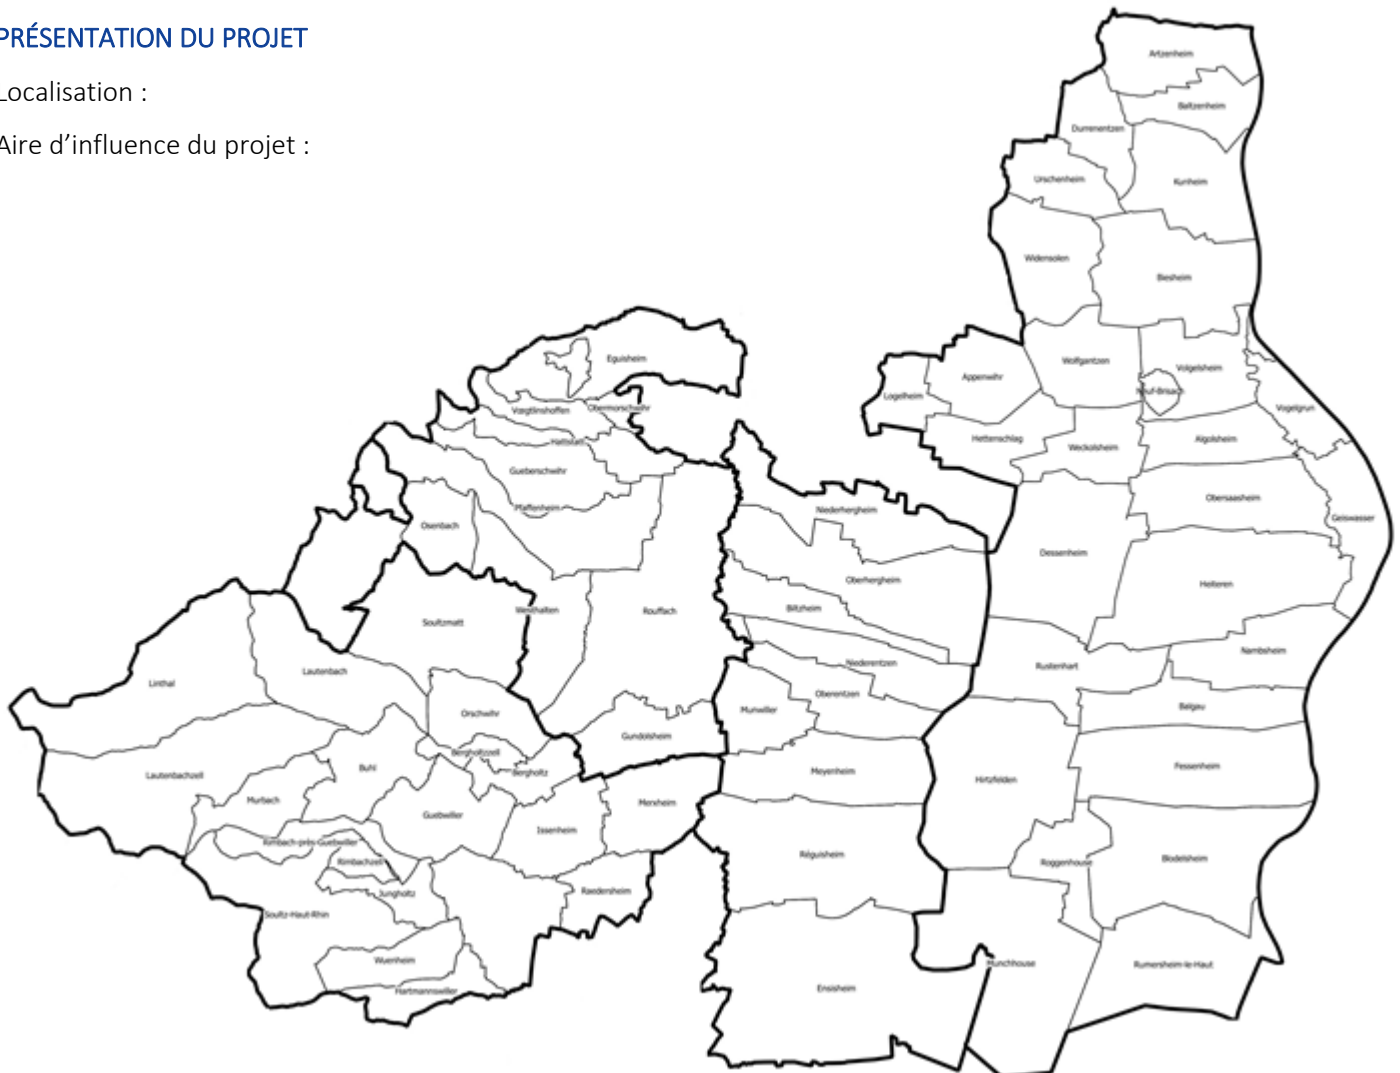 PRÉSENTATION DU PROJET
Localisation :
Aire d’influence du projet :
Artzenheim
Baltzenheim
Durrenentzen
Urschenheim
Kunheim
Widensolen
Biesheim
Eguisheim
Wolfgantzen
Volgelsheim
Appenwihr
Neuf-Brisach
Logelheim
Vogelgrun
Vœgtlinshoffen
Obermorschwihr
Hattstatt
Hettenschlag
Weckolsheim
Algolsheim
Gueberschwihr
Obersaasheim
Pfaffenheim
Niederhergheim
Geiswasser
Osenbach
Dessenheim
Oberhergheim
Heiteren
Biltzheim
Westhalten
Rouffach
Soultzmatt
Nambsheim
Niederentzen
Rustenhart
Lautenbach
Linthal
Oberentzen
Munwiller
Balgau
Orschwihr
Gundolsheim
Bergholtzzell
Fessenheim
Buhl
Bergholtz
Meyenheim
Lautenbachzell
Hirtzfelden
Murbach
Merxheim
Guebwiller
Issenheim
Rimbach-près-Guebwiller
Réguisheim
Blodelsheim
Rimbachzell
Roggenhouse
Jungholtz
Raedersheim
Soultz-Haut-Rhin
Wuenheim
Munchhouse
Rumersheim-le-Haut
Ensisheim
Hartmannswiller